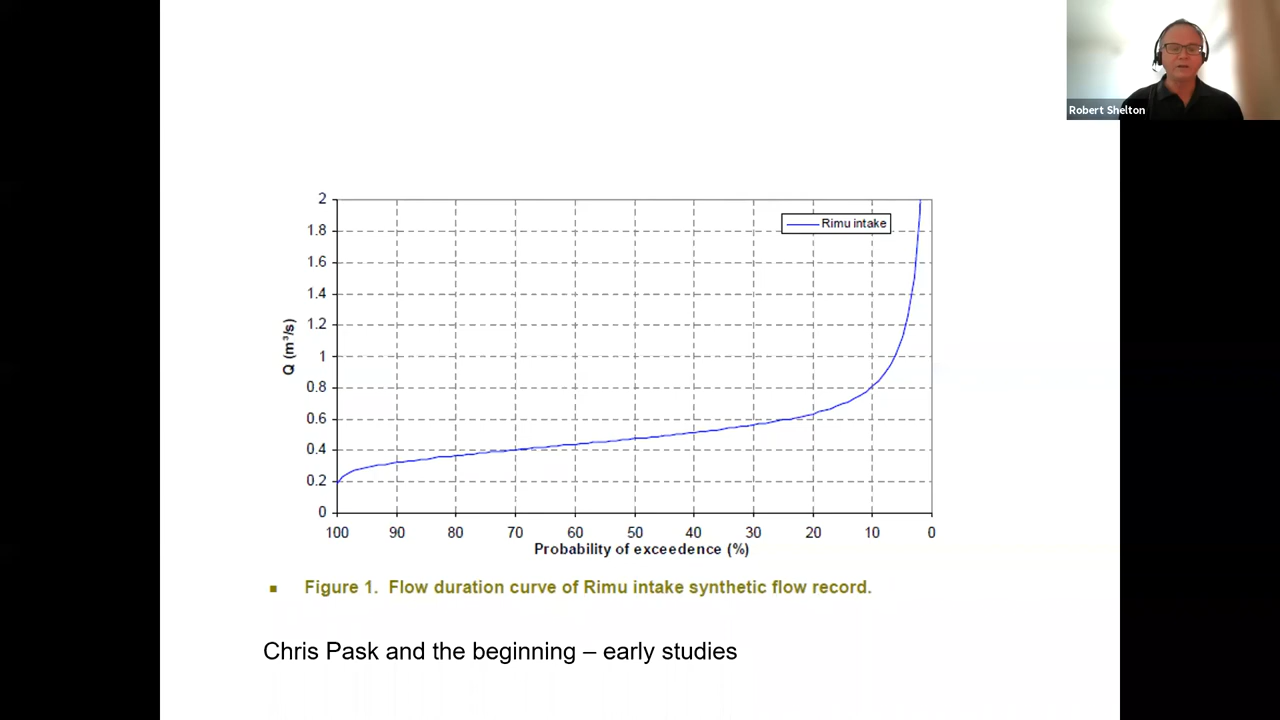 Robert Shelton
2
1.8
1.6
1.4
1.2
1
0.8
0.6
0.4
0.2
0
Q (m³/s)
Rimu intake
100 90 80 70 60 50 40 30 20 10 0
Probability of exceedence (%)
▪ Figure 1. Flow duration curve of Rimu intake synthetic flow record.
Chris Pask and the beginning – early studies